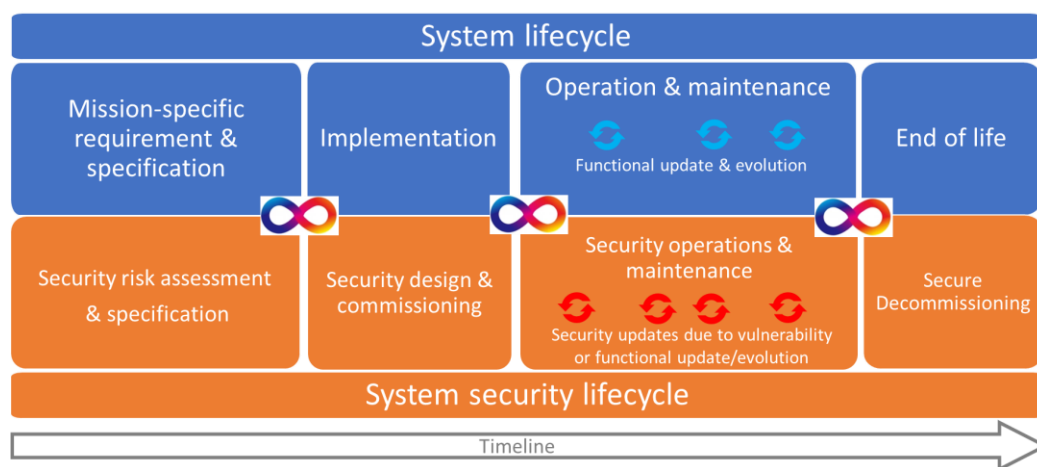 System lifecycle
Mission-specific
requirement &
specification
Implementation
Operation & maintenance
Functional update & evolution
End of life
Security risk assessment
& specification
Security design &
commissioning
Security operations &
maintenance
Security updates due to vulnerability
or functional update/evolution
Secure
Decommissioning
System security lifecycle
Timeline